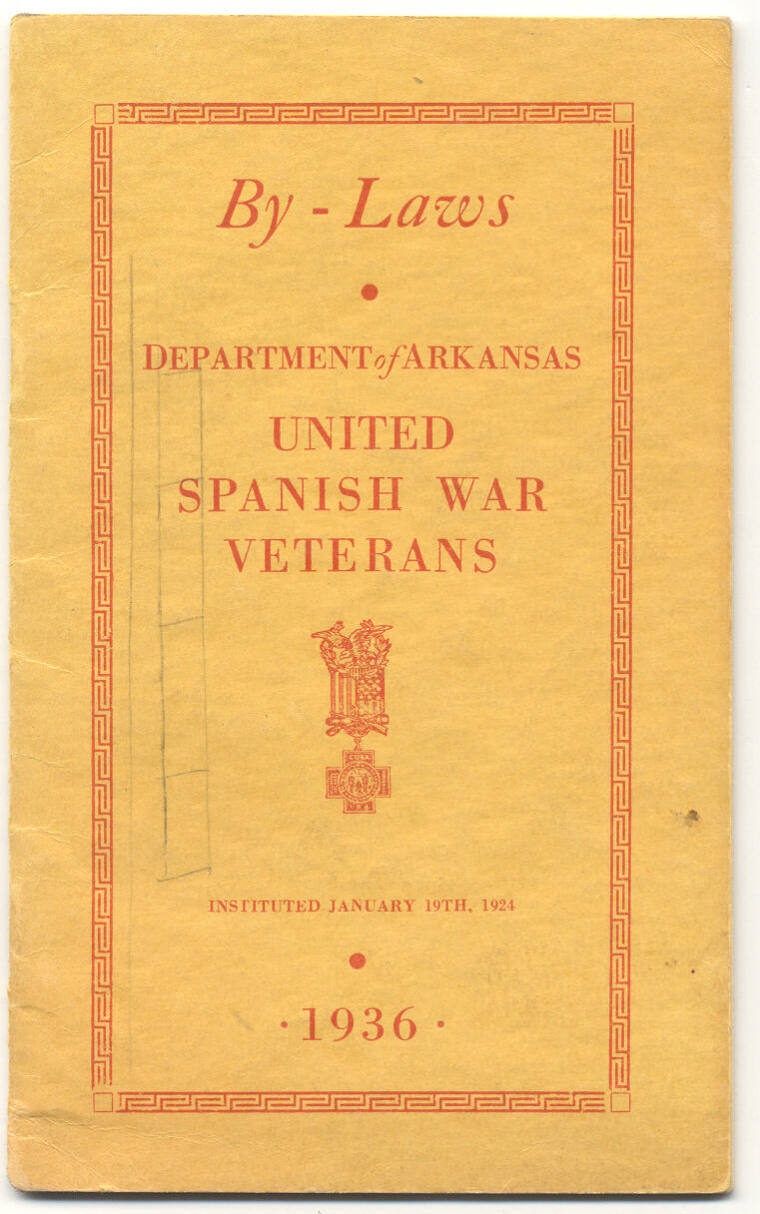 By - Laws
DEPARTMENT of ARKANSAS
UNITED
SPANISH WAR
VETERANS
INSTITUTED JANUARY 19TH, 1924
· 1936 ·